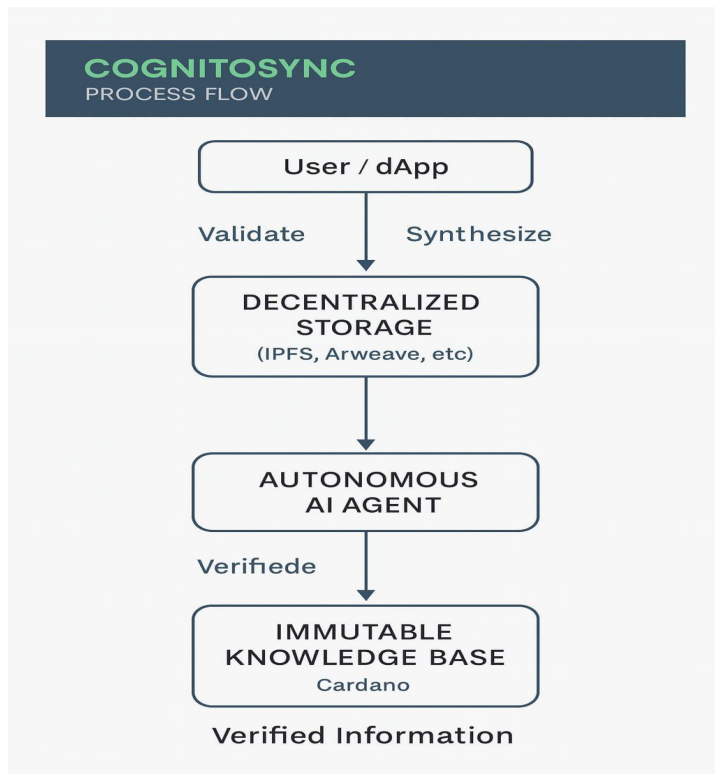 COGNITOSYNC
PROCESS FLOW
User / dApp
Validate
Synthesize
DECENTRALIZED
STORAGE
(IPFS, Arweave, etc)
AUTONOMOUS
AI AGENT
Verifiede
IMMUTABLE
KNOWLEDGE BASE
Cardano
Verified Information